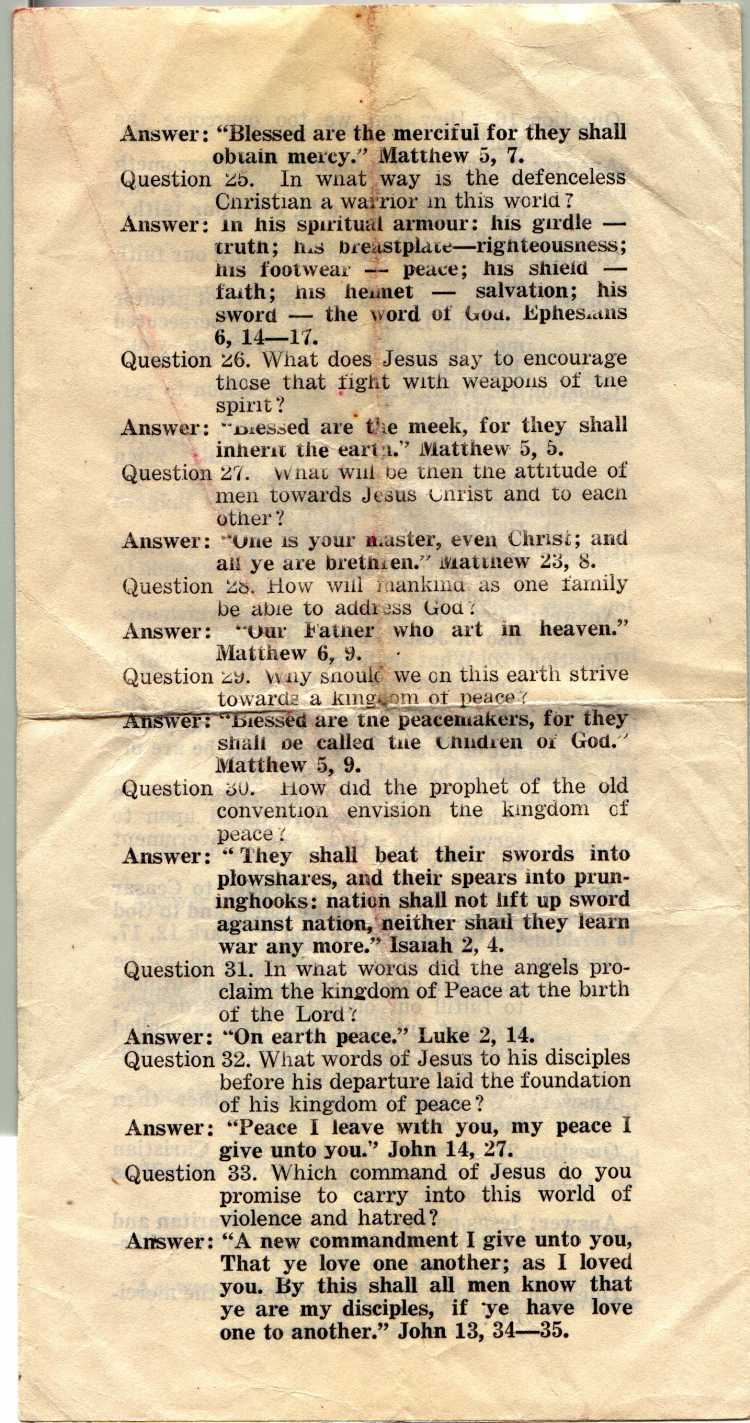 Answer: “Blessed are the merciful for they shall
obtain mercy.” Matthew 5, 7.
Question 25. In what way is the defenceless
Christian a warrior in this world?
Answer: In his spiritual armour: his girdle —
truth; his breastplate—righteousness;
his footwear — peace; his shield —
faith; his helmet — salvation; his
sword — the word of God. Ephesians
6, 14—17.
Question 26. What does Jesus say to encourage
those that fight with weapons of the
spirit?
Answer: “Blessed are the meek, for they shall
inherit the earth.” Matthew 5, 5.
Question 27. What will be then the attitude of
men towards Jesus Christ and to each
other?
Answer: “One is your master, even Christ; and
all ye are brethren.” Matthew 23, 8.
Question 28. How will mankind as one family
be able to address God?
Answer: “Our Father who art in heaven.”
Matthew 6, 9.
Question 29. Why should we on this earth strive
towards a kingdom of peace?
Answer: “Blessed are the peacemakers, for they
shall be called the Children of God.”
Matthew 5, 9.
Question 30. How did the prophet of the old
convention envision the kingdom of
peace?
Answer: “They shall beat their swords into
plowshares, and their spears into prun-
inghooks: nation shall not lift up sword
against nation, neither shall they learn
war any more.” Isaiah 2, 4.
Question 31. In what words did the angels pro-
claim the kingdom of Peace at the birth
of the Lord?
Answer: “On earth peace.” Luke 2, 14.
Question 32. What words of Jesus to his disciples
before his departure laid the foundation
of his kingdom of peace?
Answer: “Peace I leave with you, my peace I
give unto you.” John 14, 27.
Question 33. Which command of Jesus do you
promise to carry into this world of
violence and hatred?
Answer: “A new commandment I give unto you,
That ye love one another; as I loved
you. By this shall all men know that
ye are my disciples, if ye have love
one to another.” John 13, 34—35.